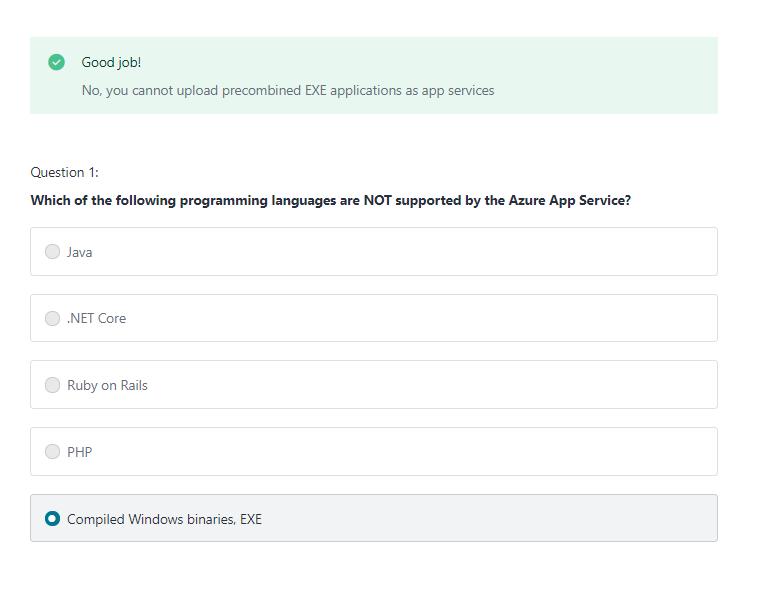 Good job!
No, you cannot upload precombined EXE applications as app services
Question 1:
Which of the following programming languages are NOT supported by the Azure App Service?
Java
.NET Core
Ruby on Rails
PHP
Compiled Windows binaries, EXE